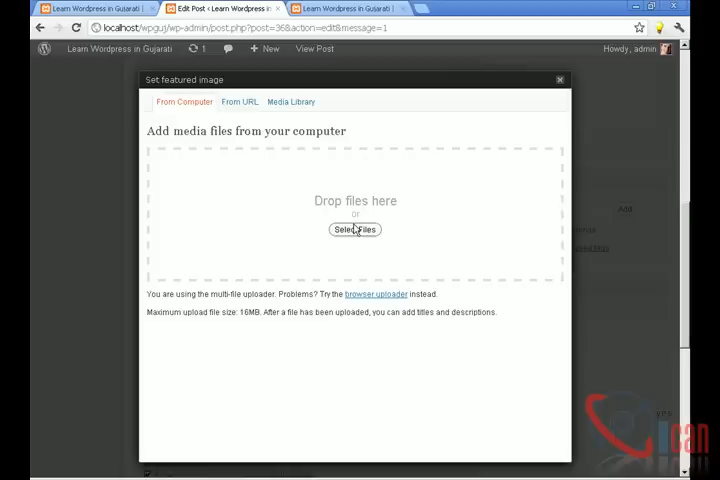 Learn Wordpress in Gujarati |
Edit Post ‹ Learn Wordpress in
Learn Wordpress in Gujarati |
localhost/wpguj/wp-admin/post.php?post=36&action=edit&message=1
Learn Wordpress in Gujarati 1 + New View Post Howdy, admin
Set featured image
From Computer From URL Media Library
Add media files from your computer
Drop files here
or
Select Files
Add
You are using the multi-file uploader. Problems? Try the browser uploader instead.
Maximum upload file size: 16MB. After a file has been uploaded, you can add titles and descriptions.
ican